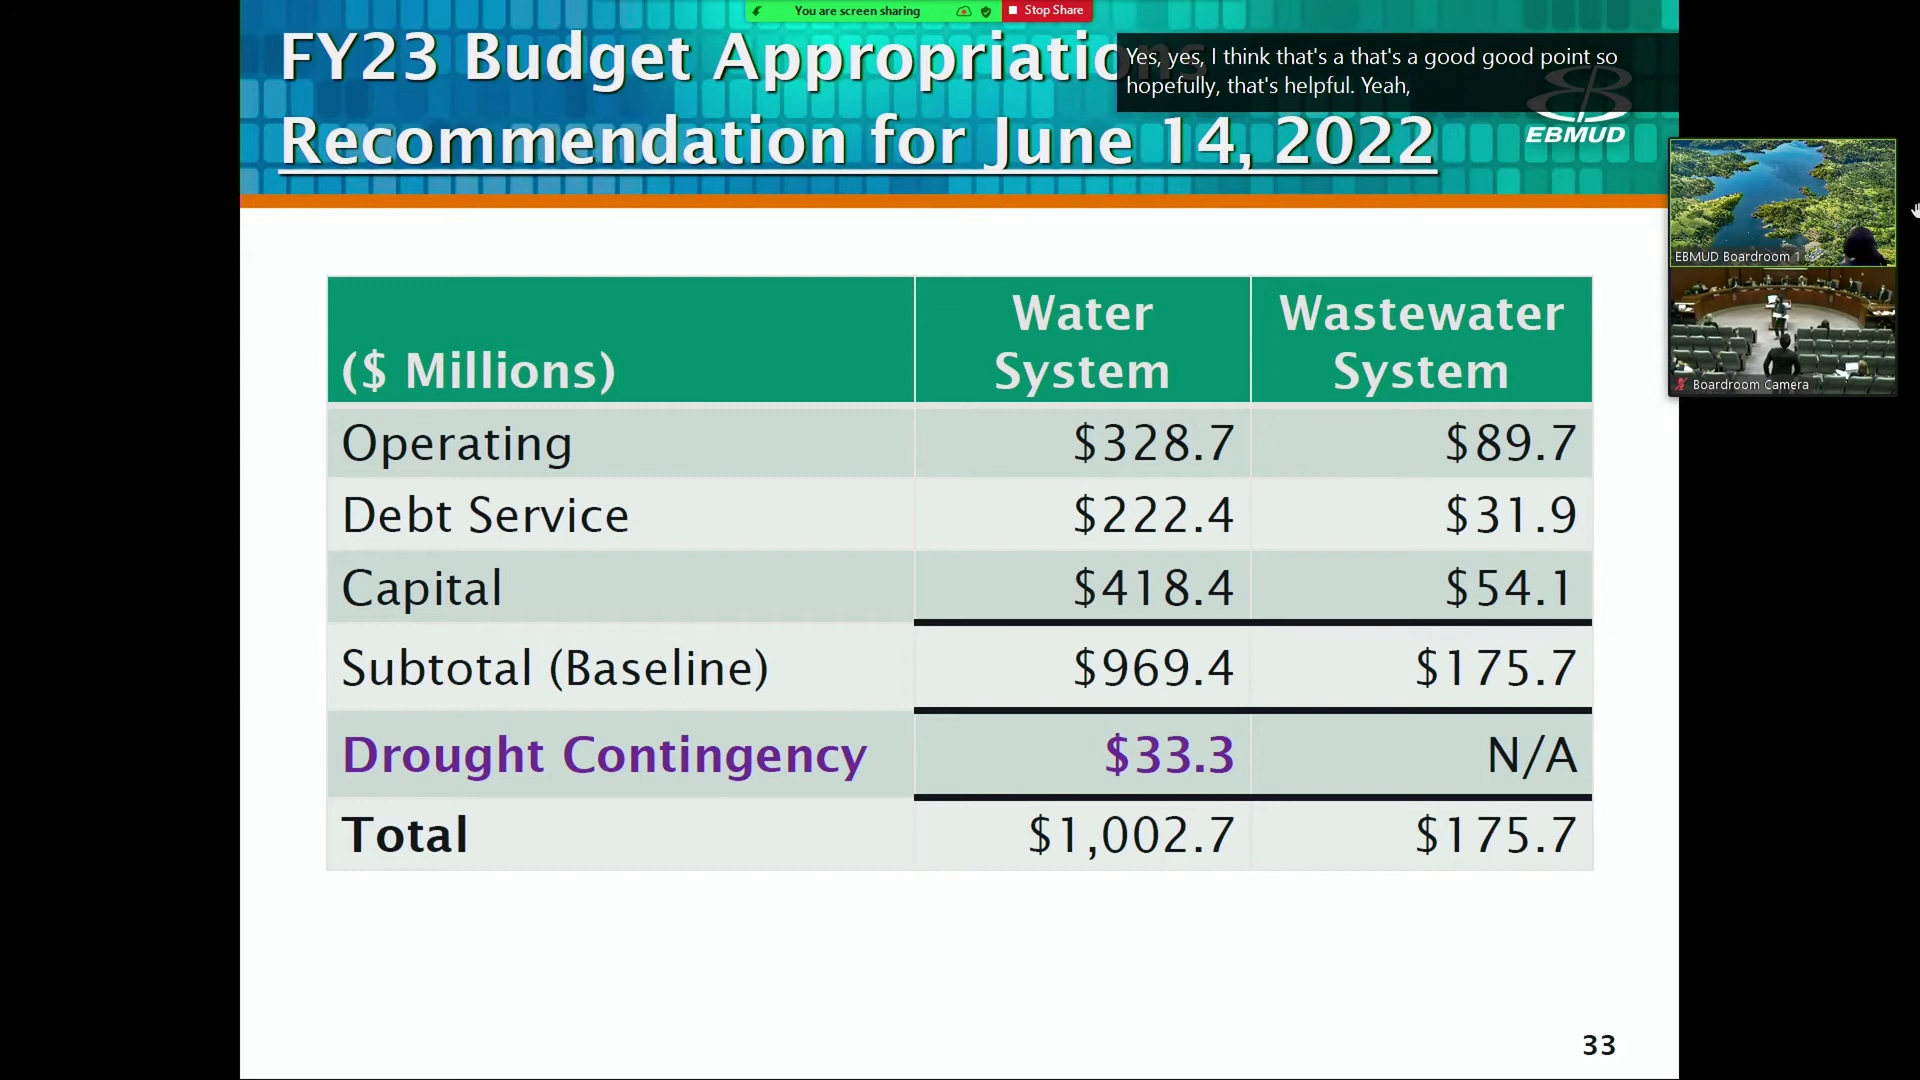 You are screen sharing
Stop Share
FY23 Budget Appropriations
Recommendation for June 14, 2022
Yes, yes, I think that's a that's a good good point so
hopefully, that's helpful. Yeah,
EBMUD
EBMUD Boardroom 1
Boardroom Camera
($ Millions) Water System Wastewater System
Operating $328.7 $89.7
Debt Service $222.4 $31.9
Capital $418.4 $54.1
Subtotal (Baseline) $969.4 $175.7
Drought Contingency $33.3 N/A
Total $1,002.7 $175.7
33